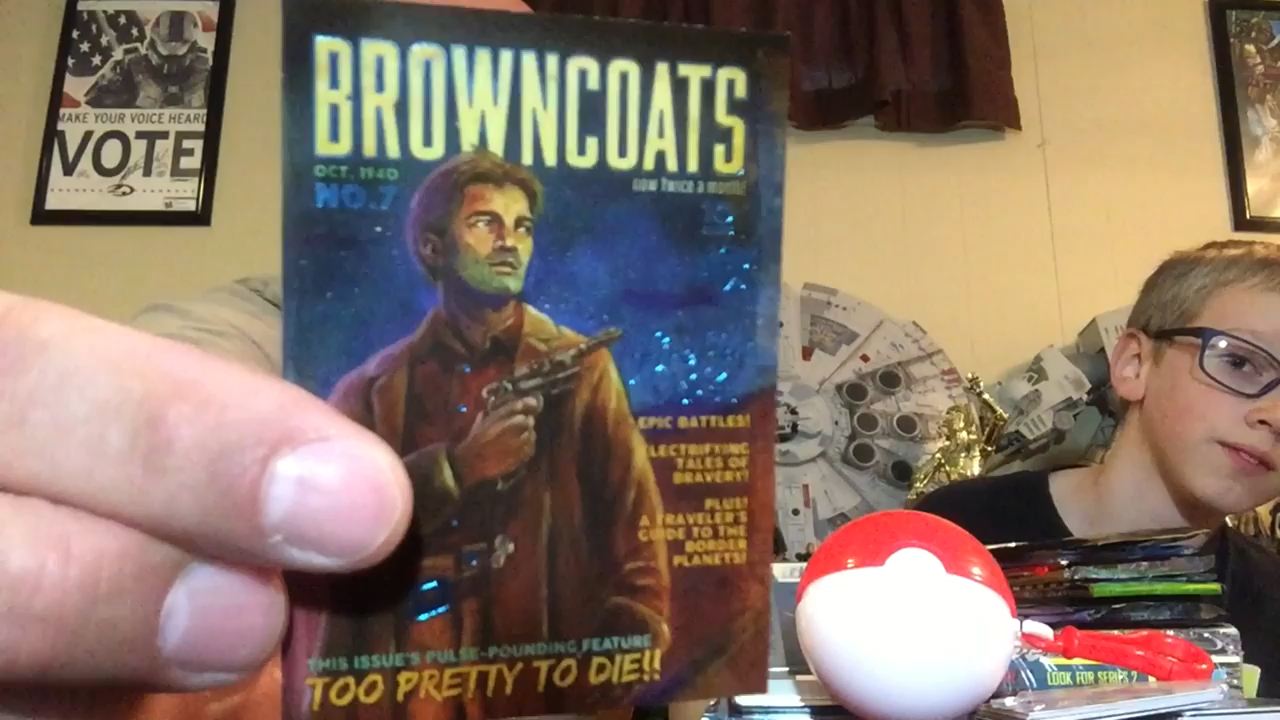 MAKE YOUR VOICE HEARD
VOTE
BROWNCOATS
OCT, 1940
NO.7
now twice a month!
EPIC BATTLES!
ELECTRIFYING
TALES OF
BRAVERY!
PLUS!
A TRAVELER'S
GUIDE TO THE
BORDER
PLANETS!
THIS ISSUE'S PULSE-POUNDING FEATURE
TOO PRETTY TO DIE!!
LOOK FOR SERIES 2